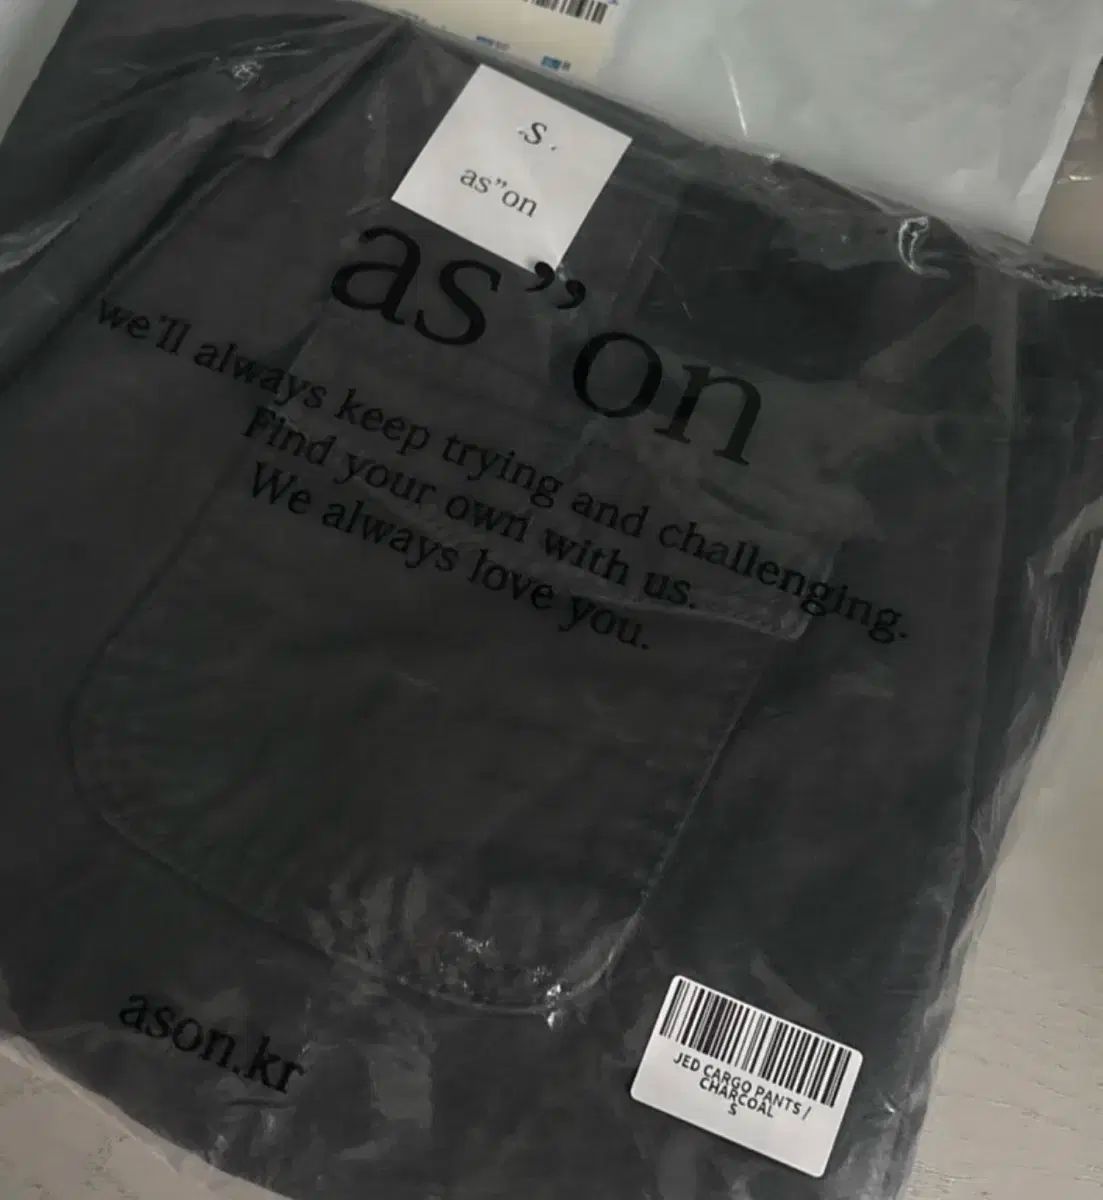 .S.
as”on
as”on
we'll always keep trying and challenging.
Find your own with us.
We always love you.
ason.kr
JED CARGO PANTS /
CHARCOAL
S